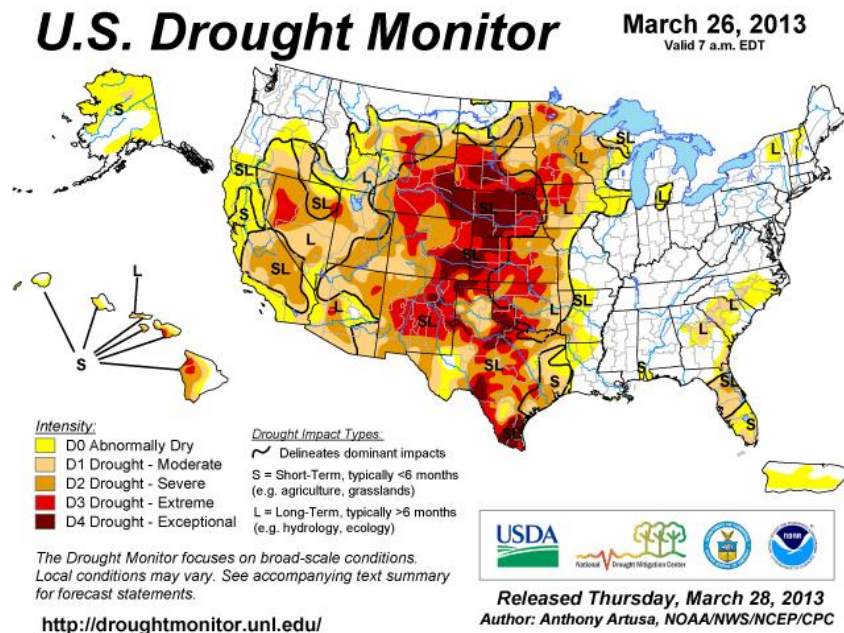 U.S. Drought Monitor
March 26, 2013
Valid 7 a.m. EDT
S
SL
SL
S
SL
L
L
SL
L
L
L
SL
L
SL
L
SL
L
SL
SL
SL
S
SL
L
L
L
S
SL
S
L
S
Intensity:
D0 Abnormally Dry
D1 Drought - Moderate
D2 Drought - Severe
D3 Drought - Extreme
D4 Drought - Exceptional
Drought Impact Types:
Delineates dominant impacts
S = Short-Term, typically <6 months
(e.g. agriculture, grasslands)
L = Long-Term, typically >6 months
(e.g. hydrology, ecology)
The Drought Monitor focuses on broad-scale conditions.
Local conditions may vary. See accompanying text summary
for forecast statements.
http://droughtmonitor.unl.edu/
USDA
National Drought Mitigation Center
NOAA
Released Thursday, March 28, 2013
Author: Anthony Artusa, NOAA/NWS/NCEP/CPC